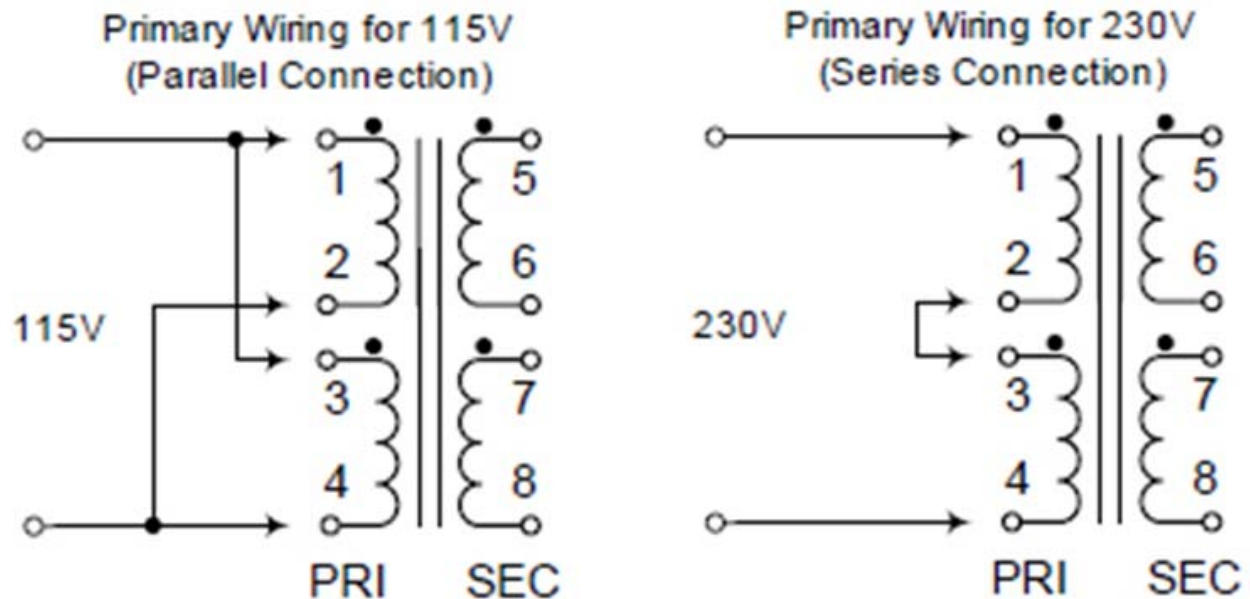 Primary Wiring for 115V
(Parallel Connection)
1
5
2
6
115V
3
7
4
8
PRI SEC
Primary Wiring for 230V
(Series Connection)
1
5
2
6
230V
3
7
4
8
PRI SEC